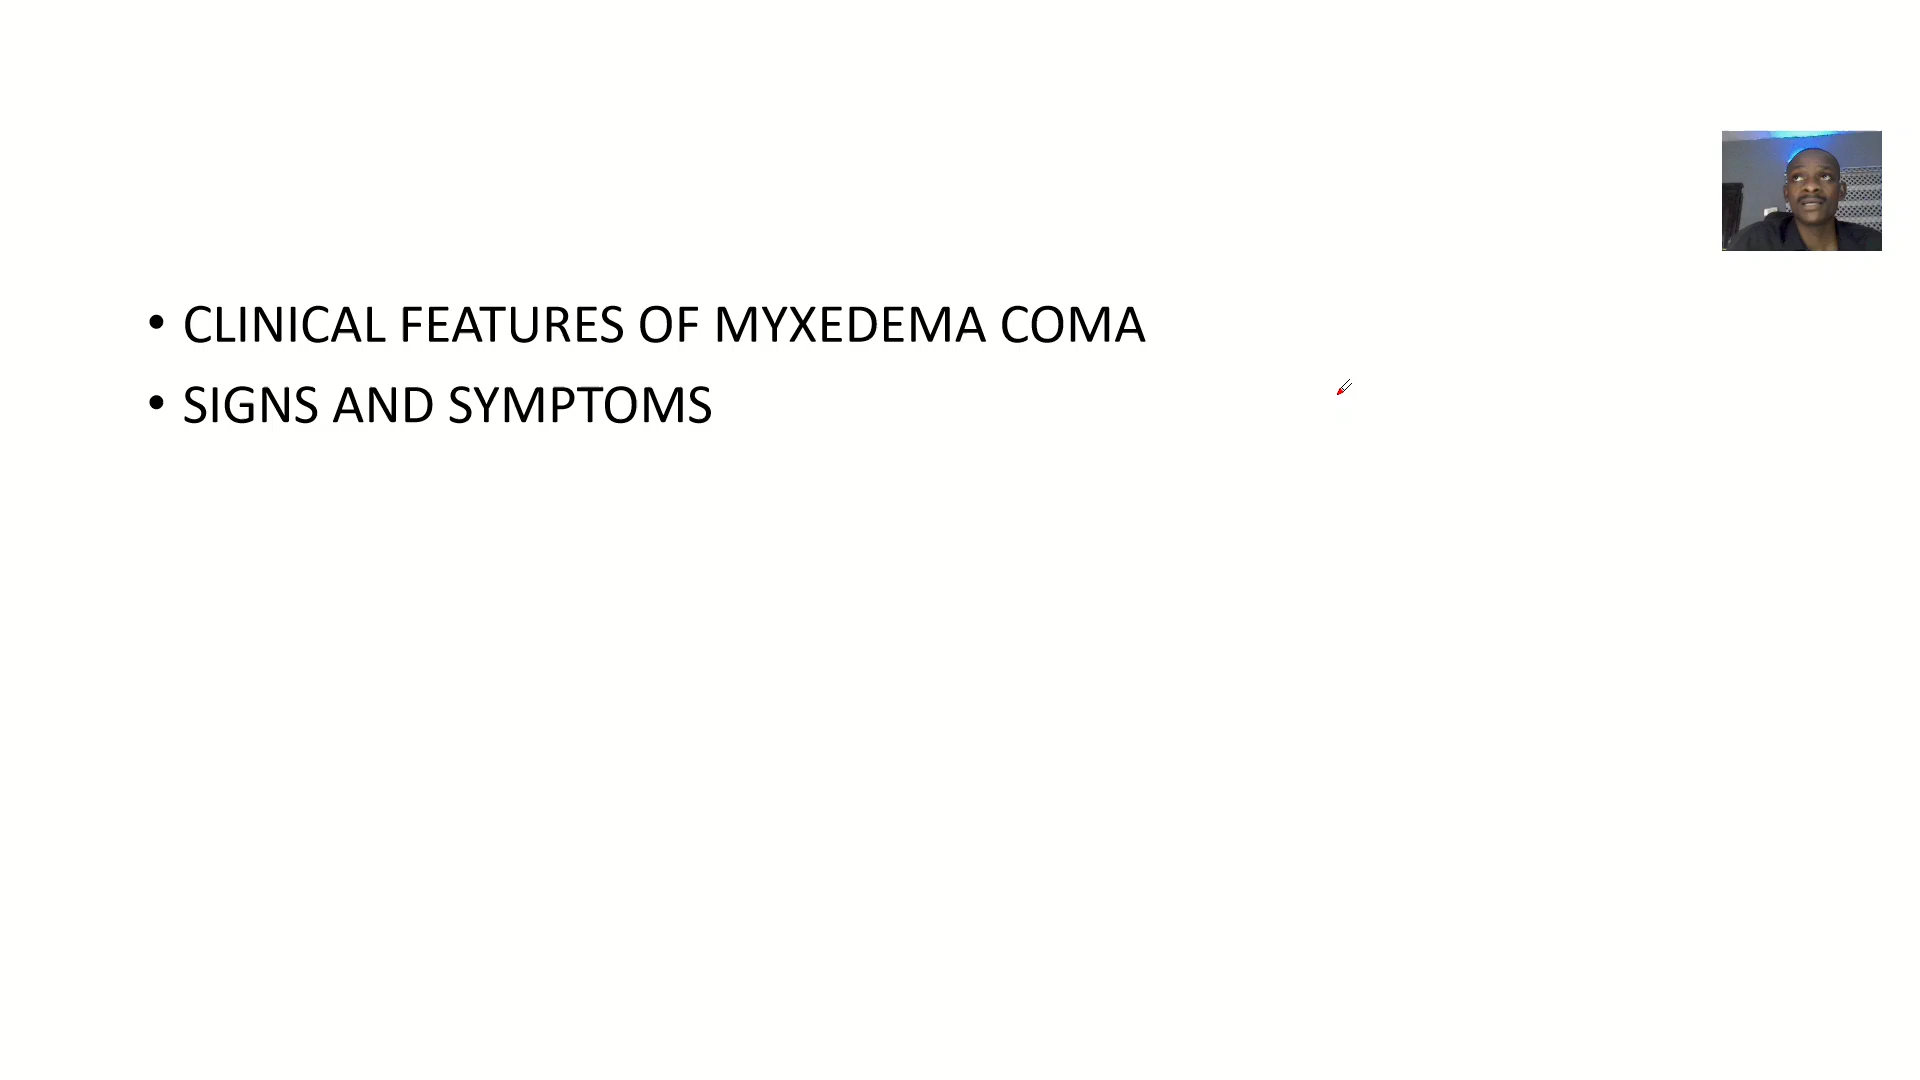 • CLINICAL FEATURES OF MYXEDEMA COMA
• SIGNS AND SYMPTOMS